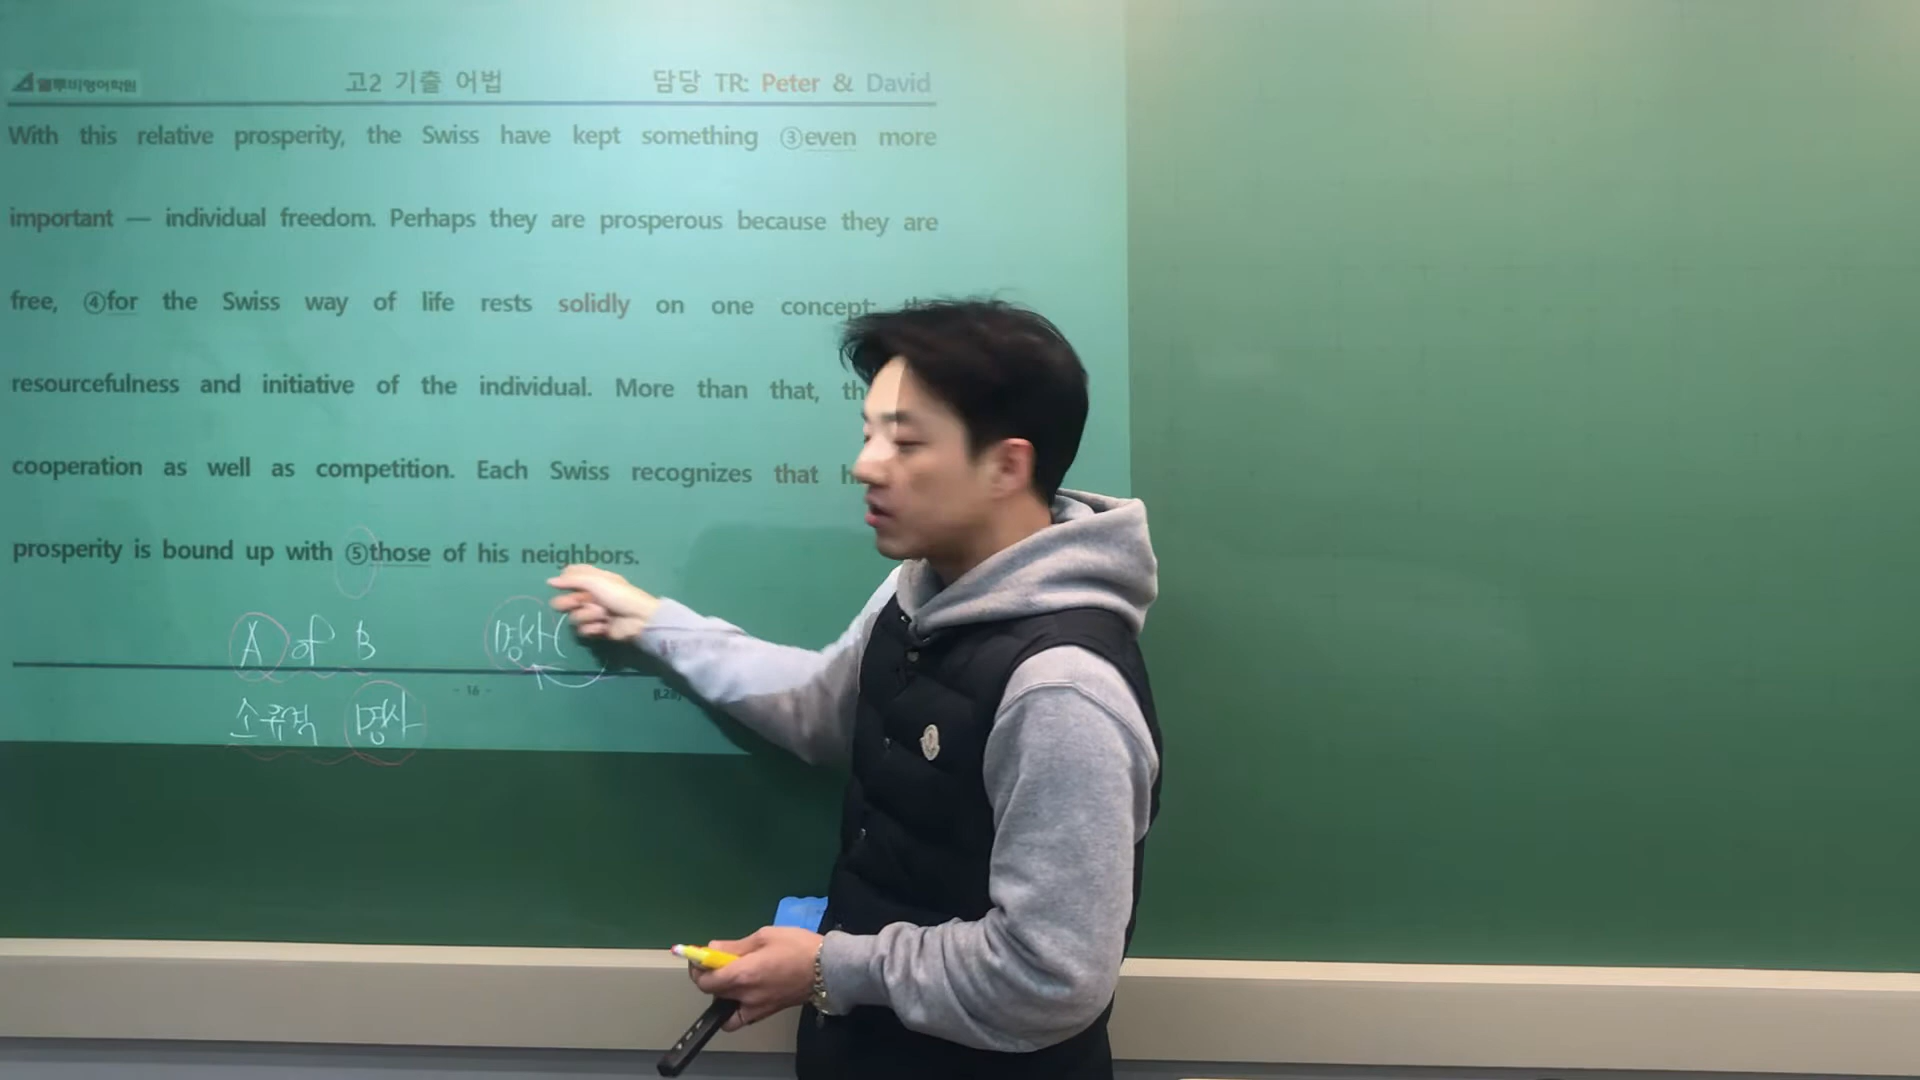 열뿌비영어학원 고2 기출 어법 담당 TR: Peter & David
With this relative prosperity, the Swiss have kept something ③even more
important — individual freedom. Perhaps they are prosperous because they are
free, ④for the Swiss way of life rests solidly on one concept: the
resourcefulness and initiative of the individual. More than that,
cooperation as well as competition. Each Swiss recognizes that
prosperity is bound up with ⑤those of his neighbors.
A of B 명사(
- 16 -
소유격 명사